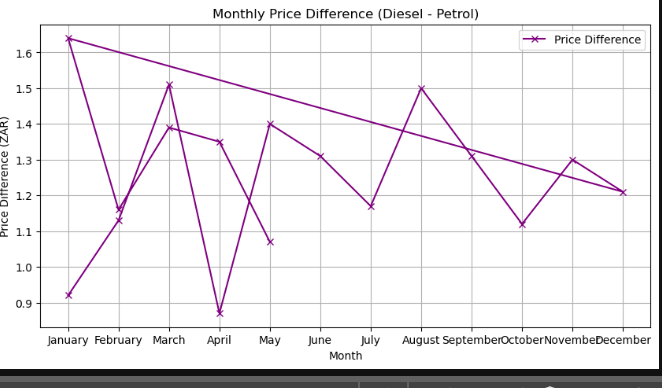 Monthly Price Difference (Diesel - Petrol)
Price Difference
Price Difference (ZAR)
1.6
1.5
1.4
1.3
1.2
1.1
1.0
0.9
January February March April May June July August September October November December
Month